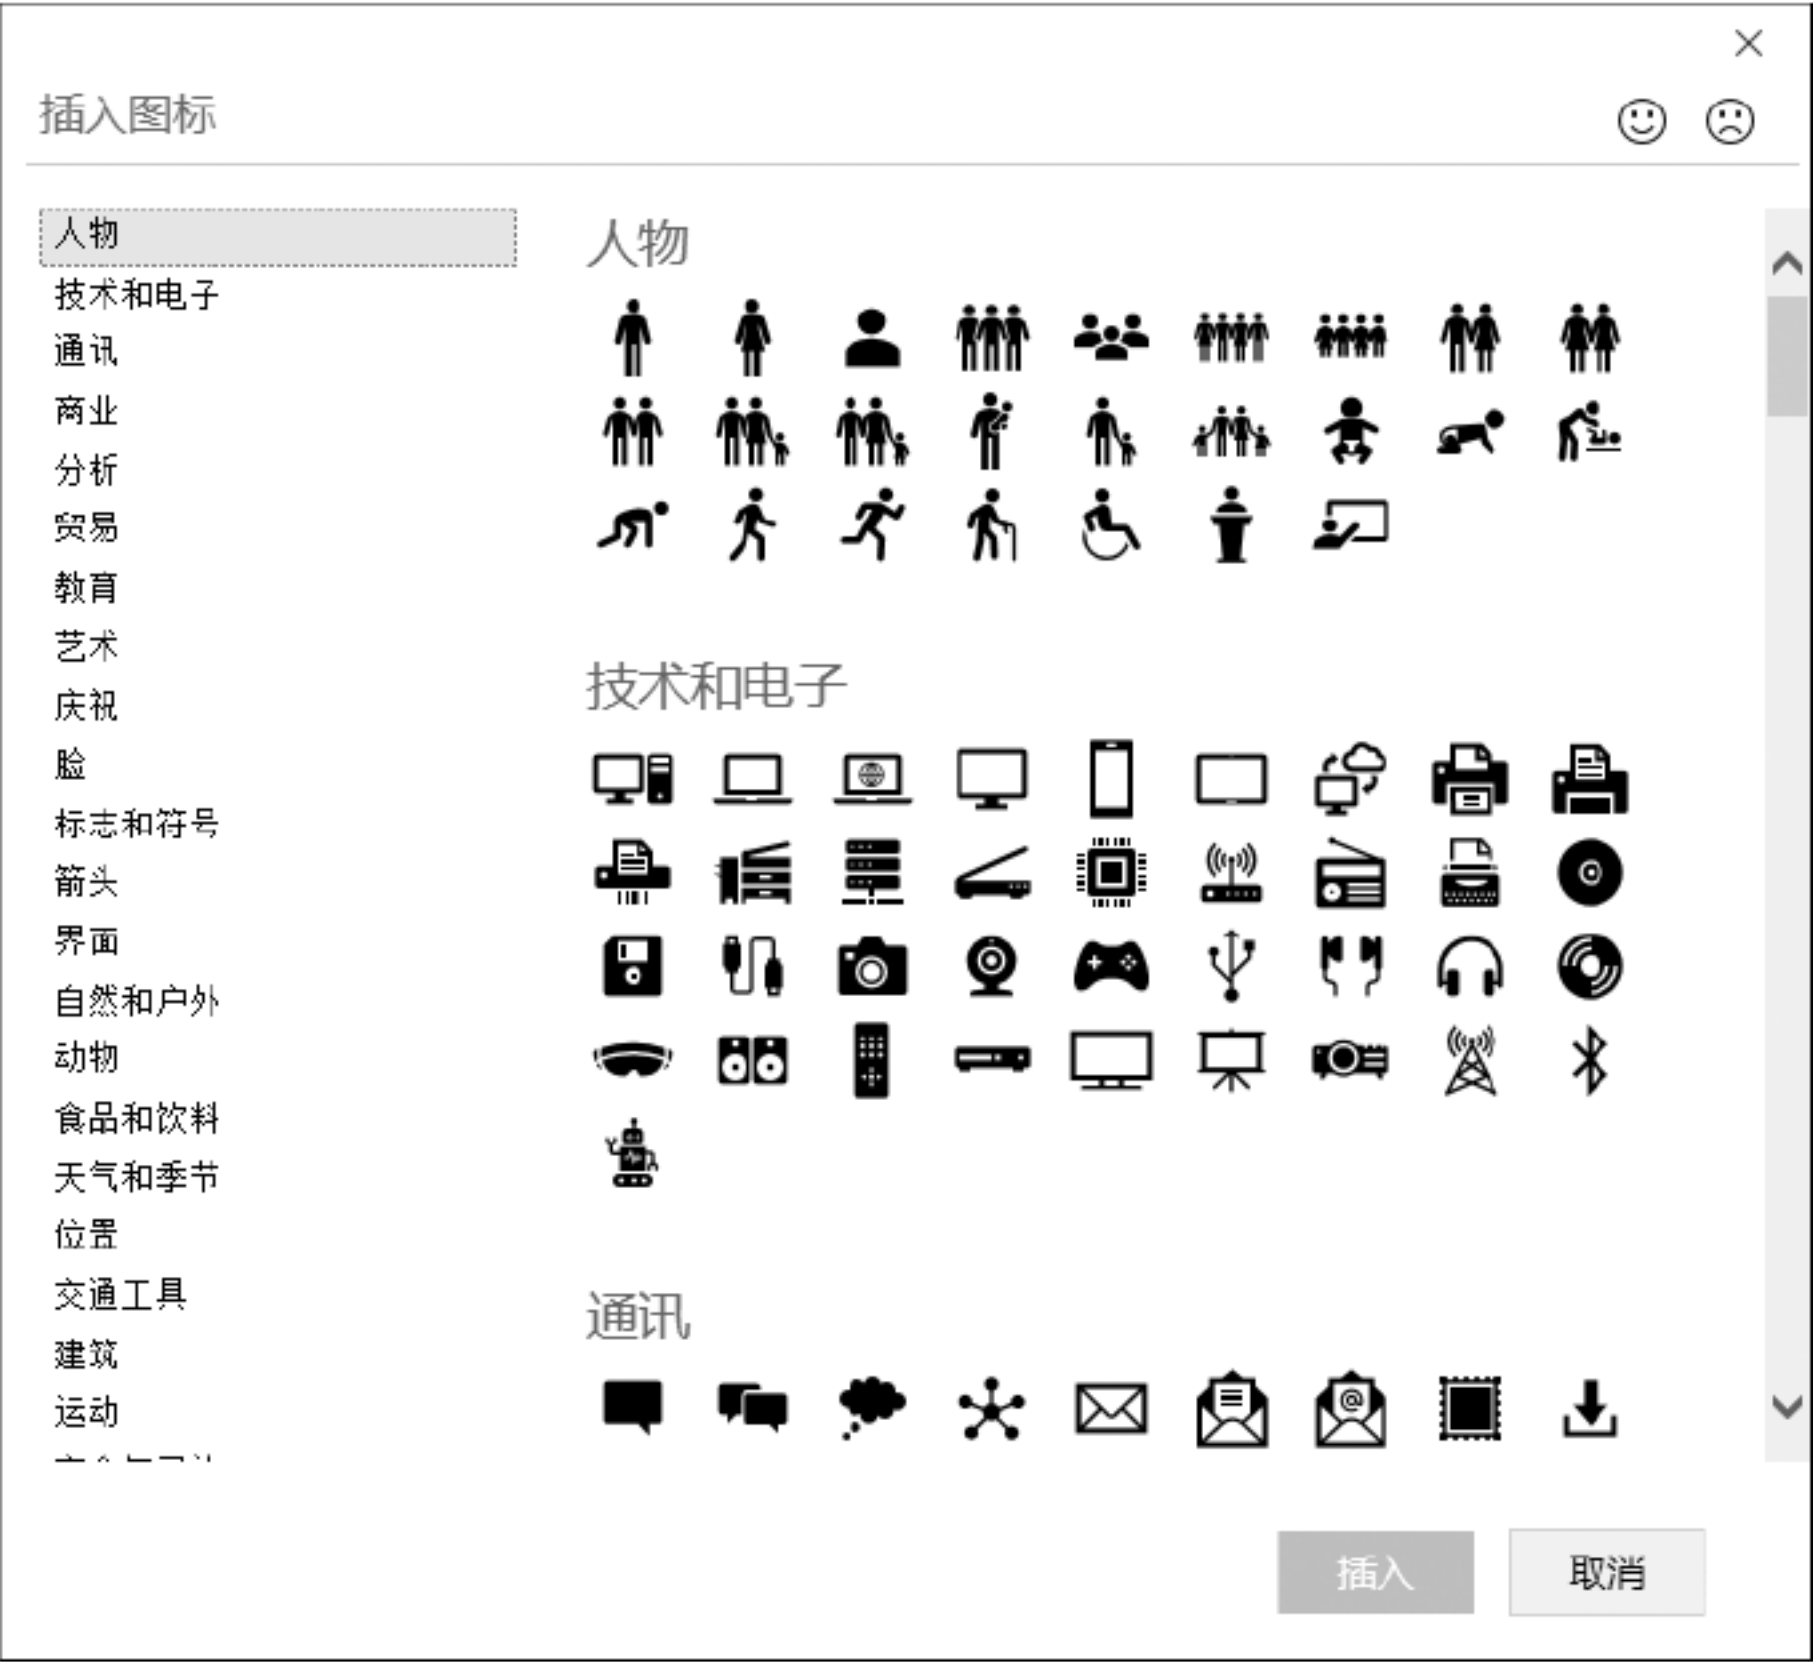 插入图标
人物
技术和电子
通讯
商业
分析
贸易
教育
艺术
庆祝
脸
标志和符号
箭头
界面
自然和户外
动物
食品和饮料
天气和季节
位置
交通工具
建筑
运动
人物
技术和电子
通讯
@
插入
取消